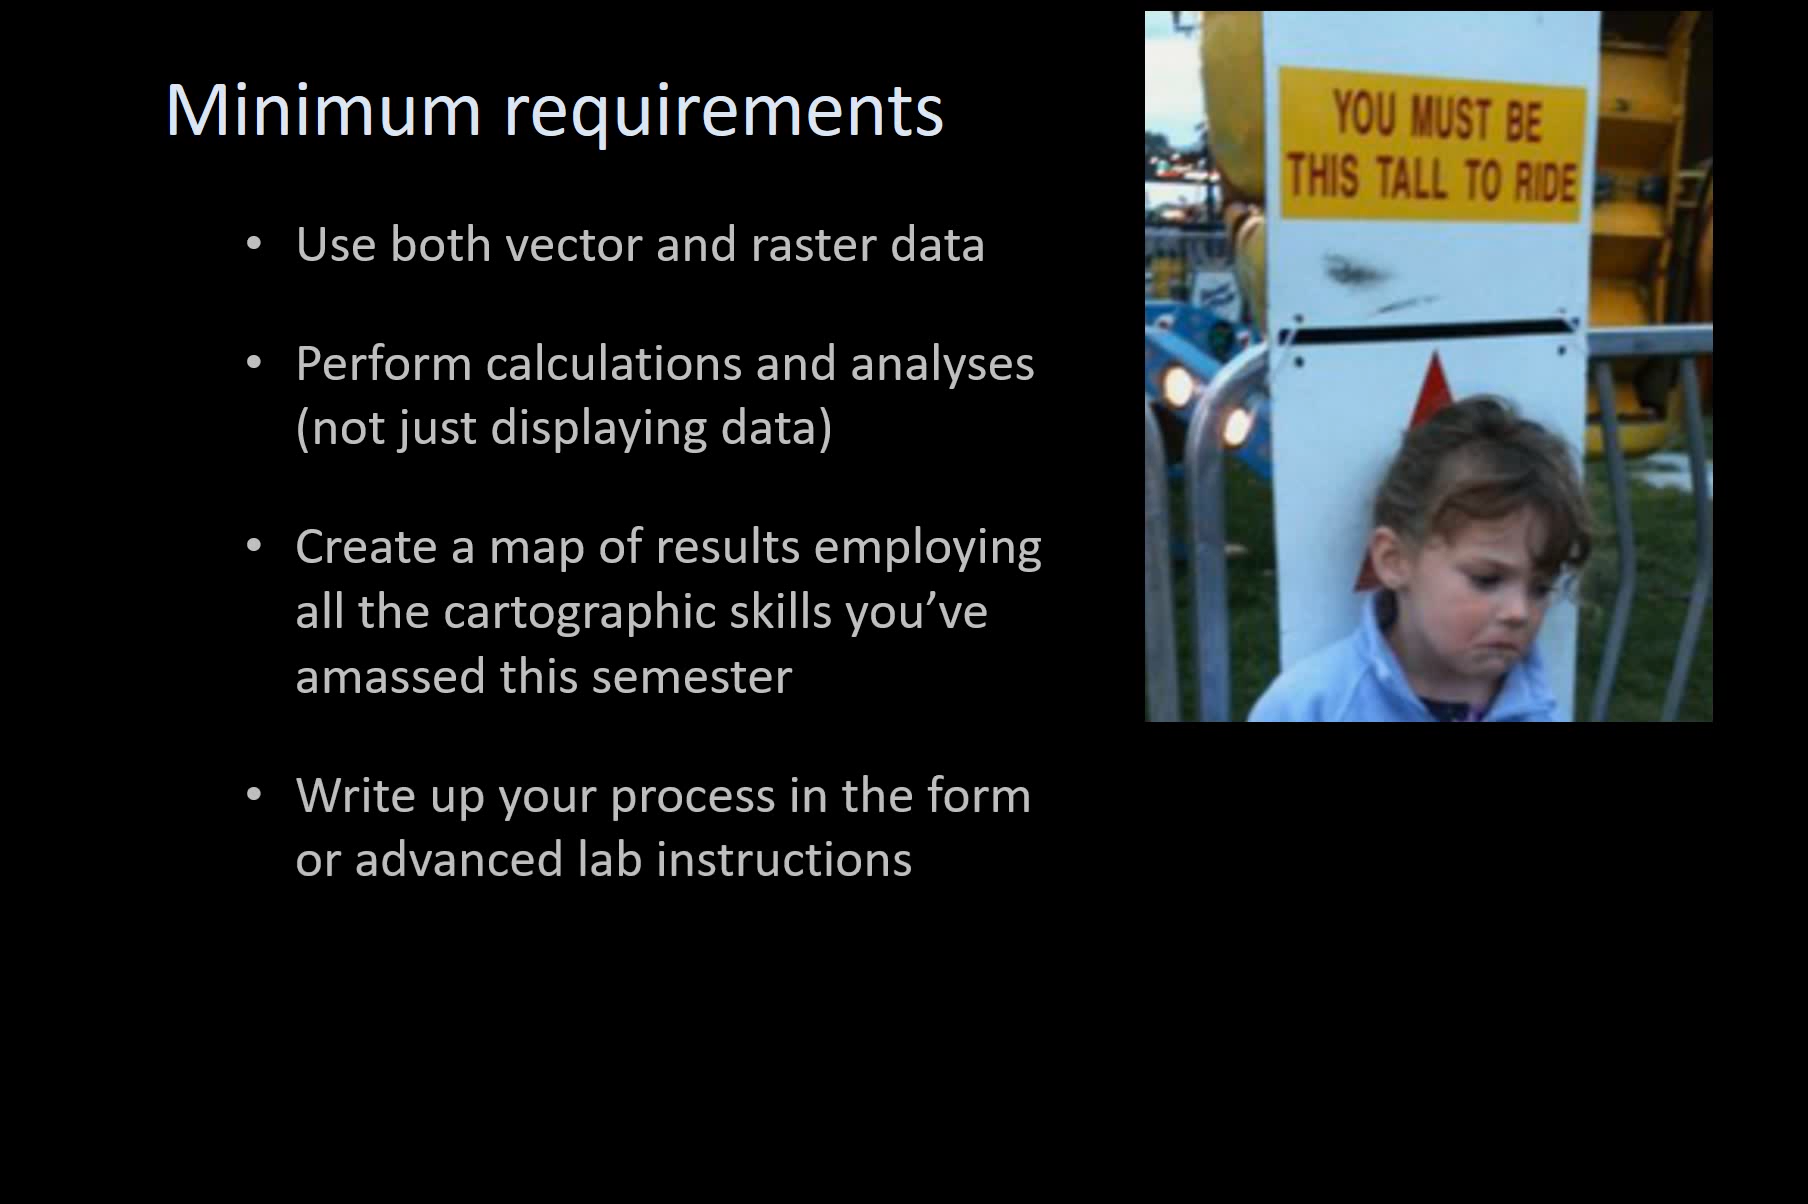 Minimum requirements
• Use both vector and raster data
• Perform calculations and analyses
(not just displaying data)
• Create a map of results employing
all the cartographic skills you’ve
amassed this semester
• Write up your process in the form
or advanced lab instructions
YOU MUST BE
THIS TALL TO RIDE